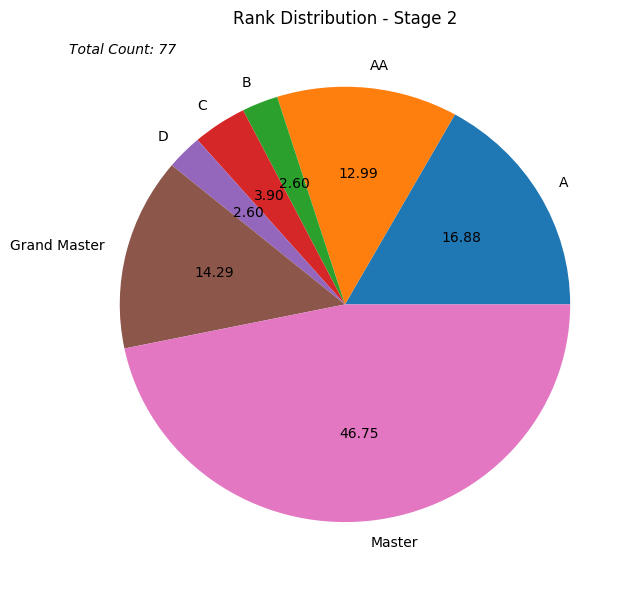 Rank Distribution - Stage 2
Total Count: 77
AA
B
C
D
A
2.60
12.99
3.90
2.60
16.88
Grand Master
14.29
46.75
Master